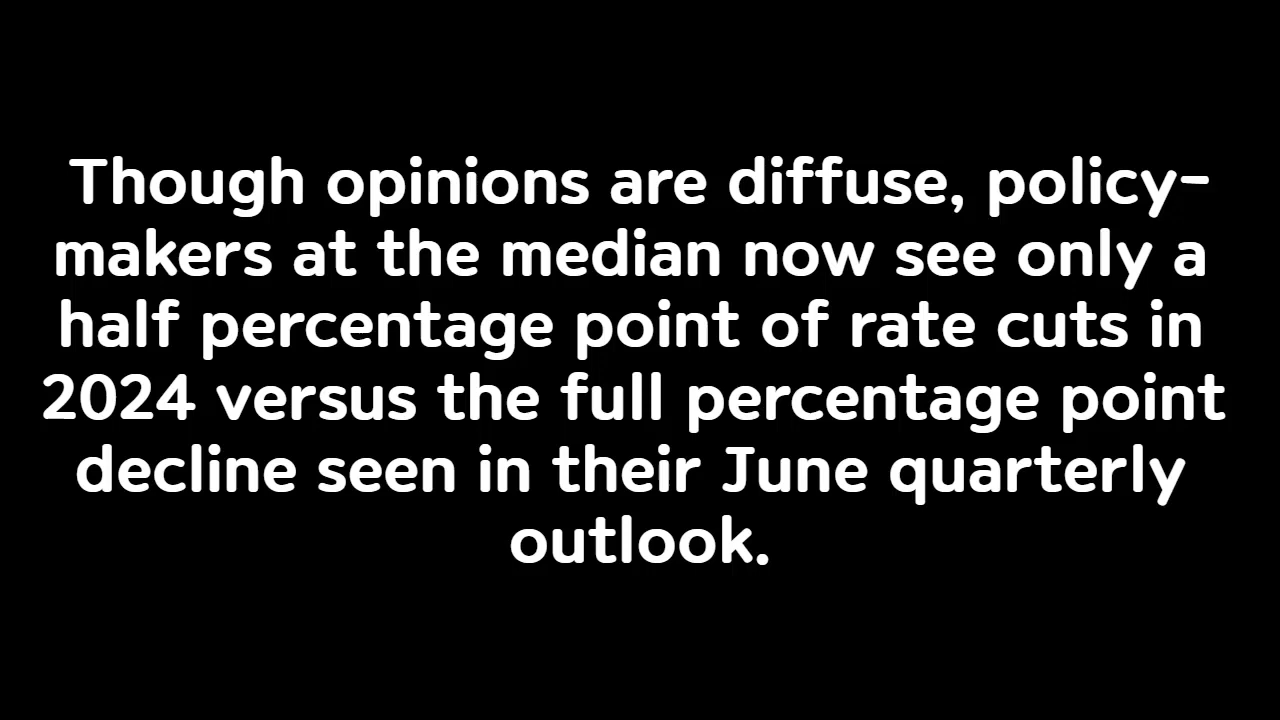 Though opinions are diffuse, policy-
makers at the median now see only a
half percentage point of rate cuts in
2024 versus the full percentage point
decline seen in their June quarterly
outlook.